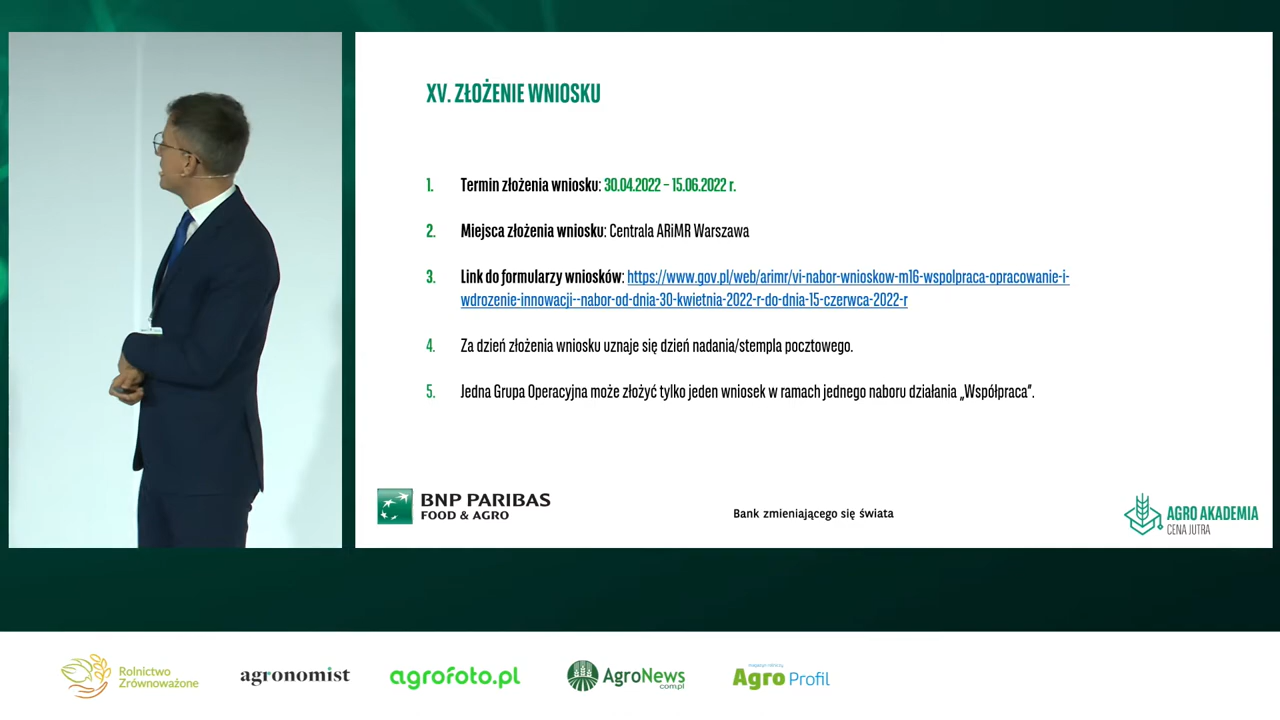 XV. ZŁOŻENIE WNIOSKU
1. Termin złożenia wniosku: 30.04.2022 – 15.06.2022 r.
2. Miejsca złożenia wniosku: Centrala ARiMR Warszawa
3. Link do formularzy wniosków: https://www.gov.pl/web/arimr/vi-nabor-wnioskow-m16-wspolpraca-opracowanie-i-
wdrozenie-innowacji--nabor-od-dnia-30-kwietnia-2022-r-do-dnia-15-czerwca-2022-r
4. Za dzień złożenia wniosku uznaje się dzień nadania/stempla pocztowego.
5. Jedna Grupa Operacyjna może złożyć tylko jeden wniosek w ramach jednego naboru działania „Współpraca”.
BNP PARIBAS
FOOD & AGRO
Bank zmieniającego się świata
AGRO AKADEMIA
CENA JUTRA
Rolnictwo
Zrównoważone
agronomist
agrofoto.pl
AgroNews
com.pl
magazyn rolniczy
Agro Profil